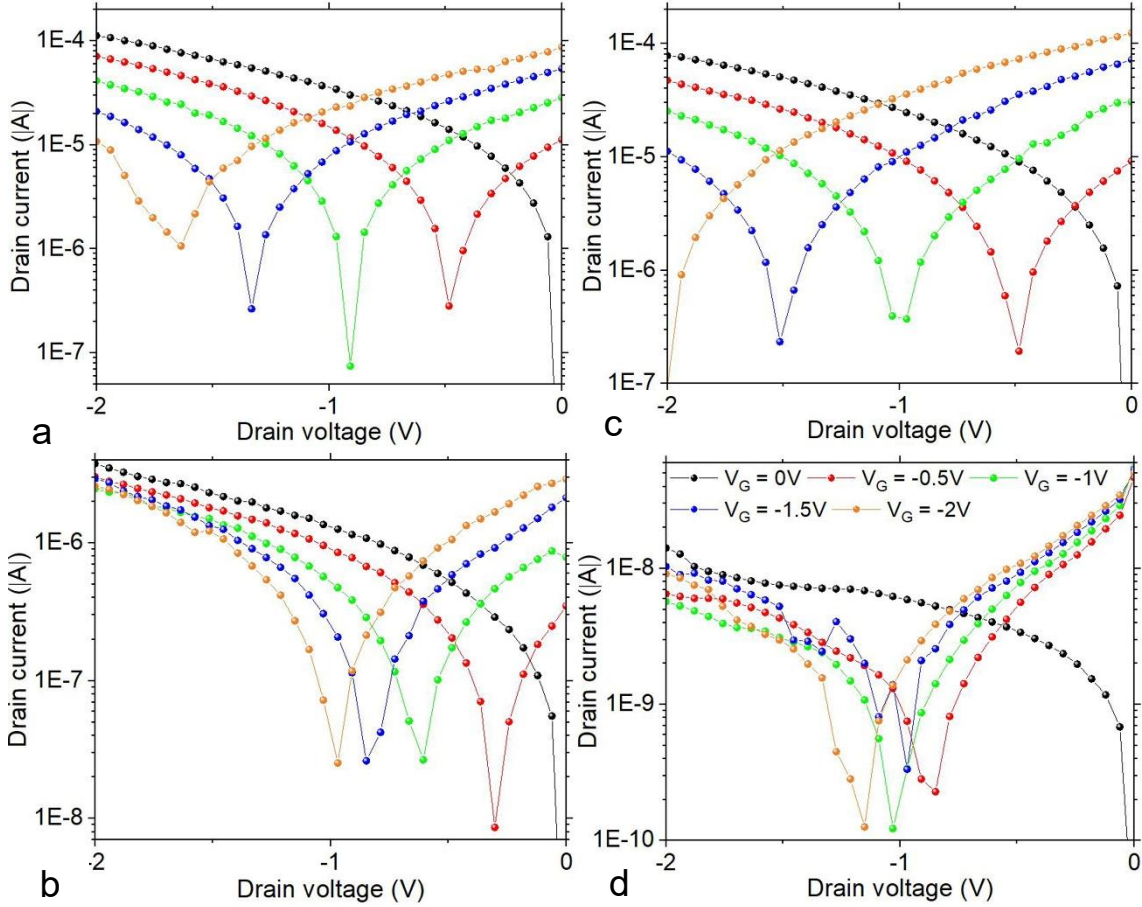 1E-4
1E-5
1E-6
1E-7
Drain current (|A|)
-2 -1 0
Drain voltage (V)
a
1E-4
1E-5
1E-6
1E-7
Drain current (|A|)
-2 -1 0
Drain voltage (V)
c
1E-6
1E-7
1E-8
Drain current (|A|)
-2 -1 0
Drain voltage (V)
b
V_G = 0V V_G = -0.5V V_G = -1V
V_G = -1.5V V_G = -2V
1E-8
1E-9
1E-10
Drain current (|A|)
-2 -1 0
Drain voltage (V)
d